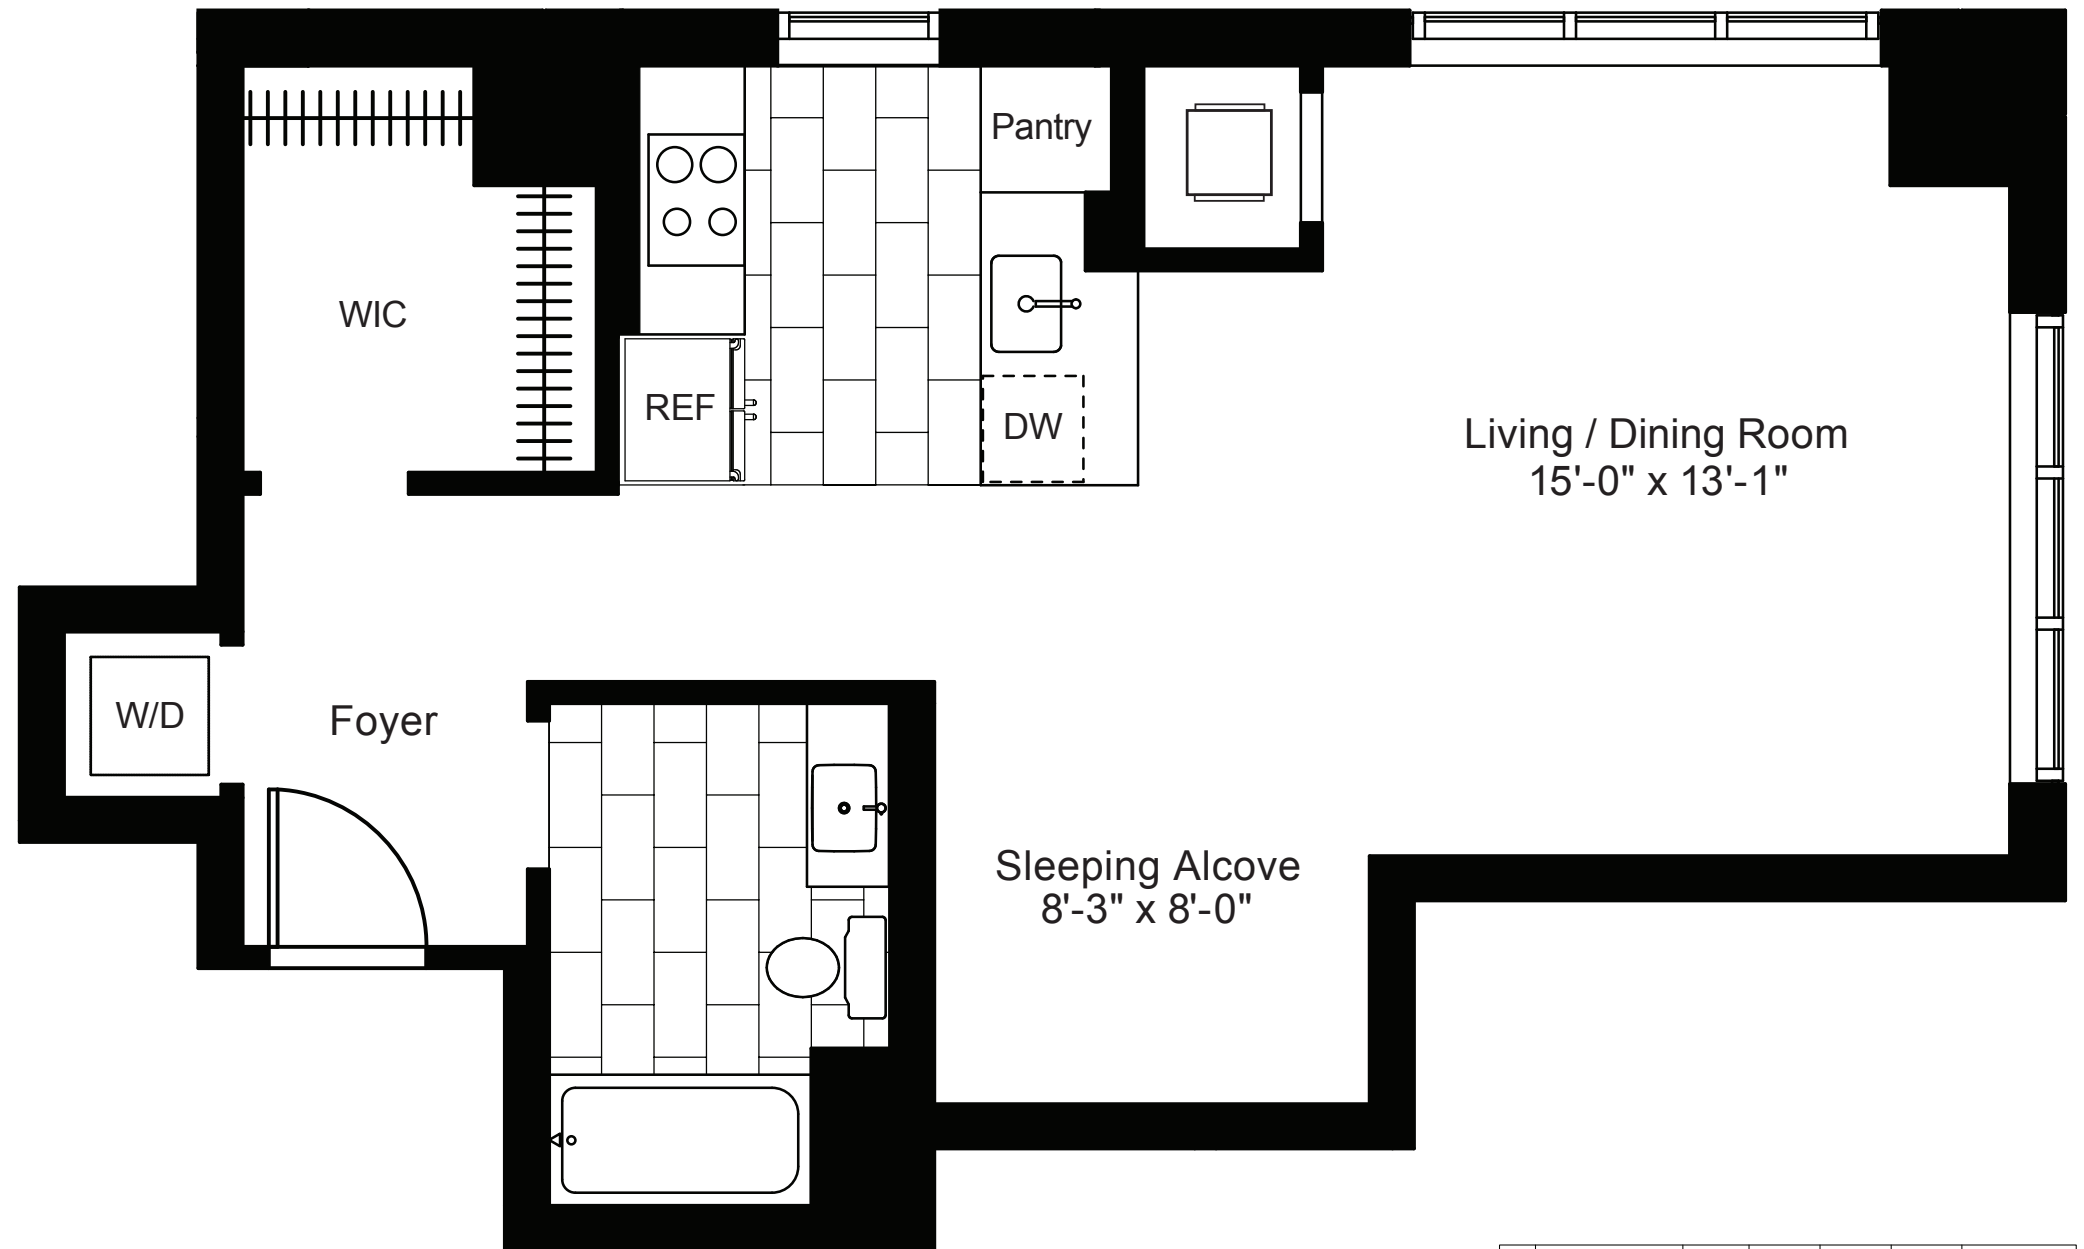 Pantry
WIC
REF
DW
Living / Dining Room
15'-0" x 13'-1"
W/D
Foyer
Sleeping Alcove
8'-3" x 8'-0"